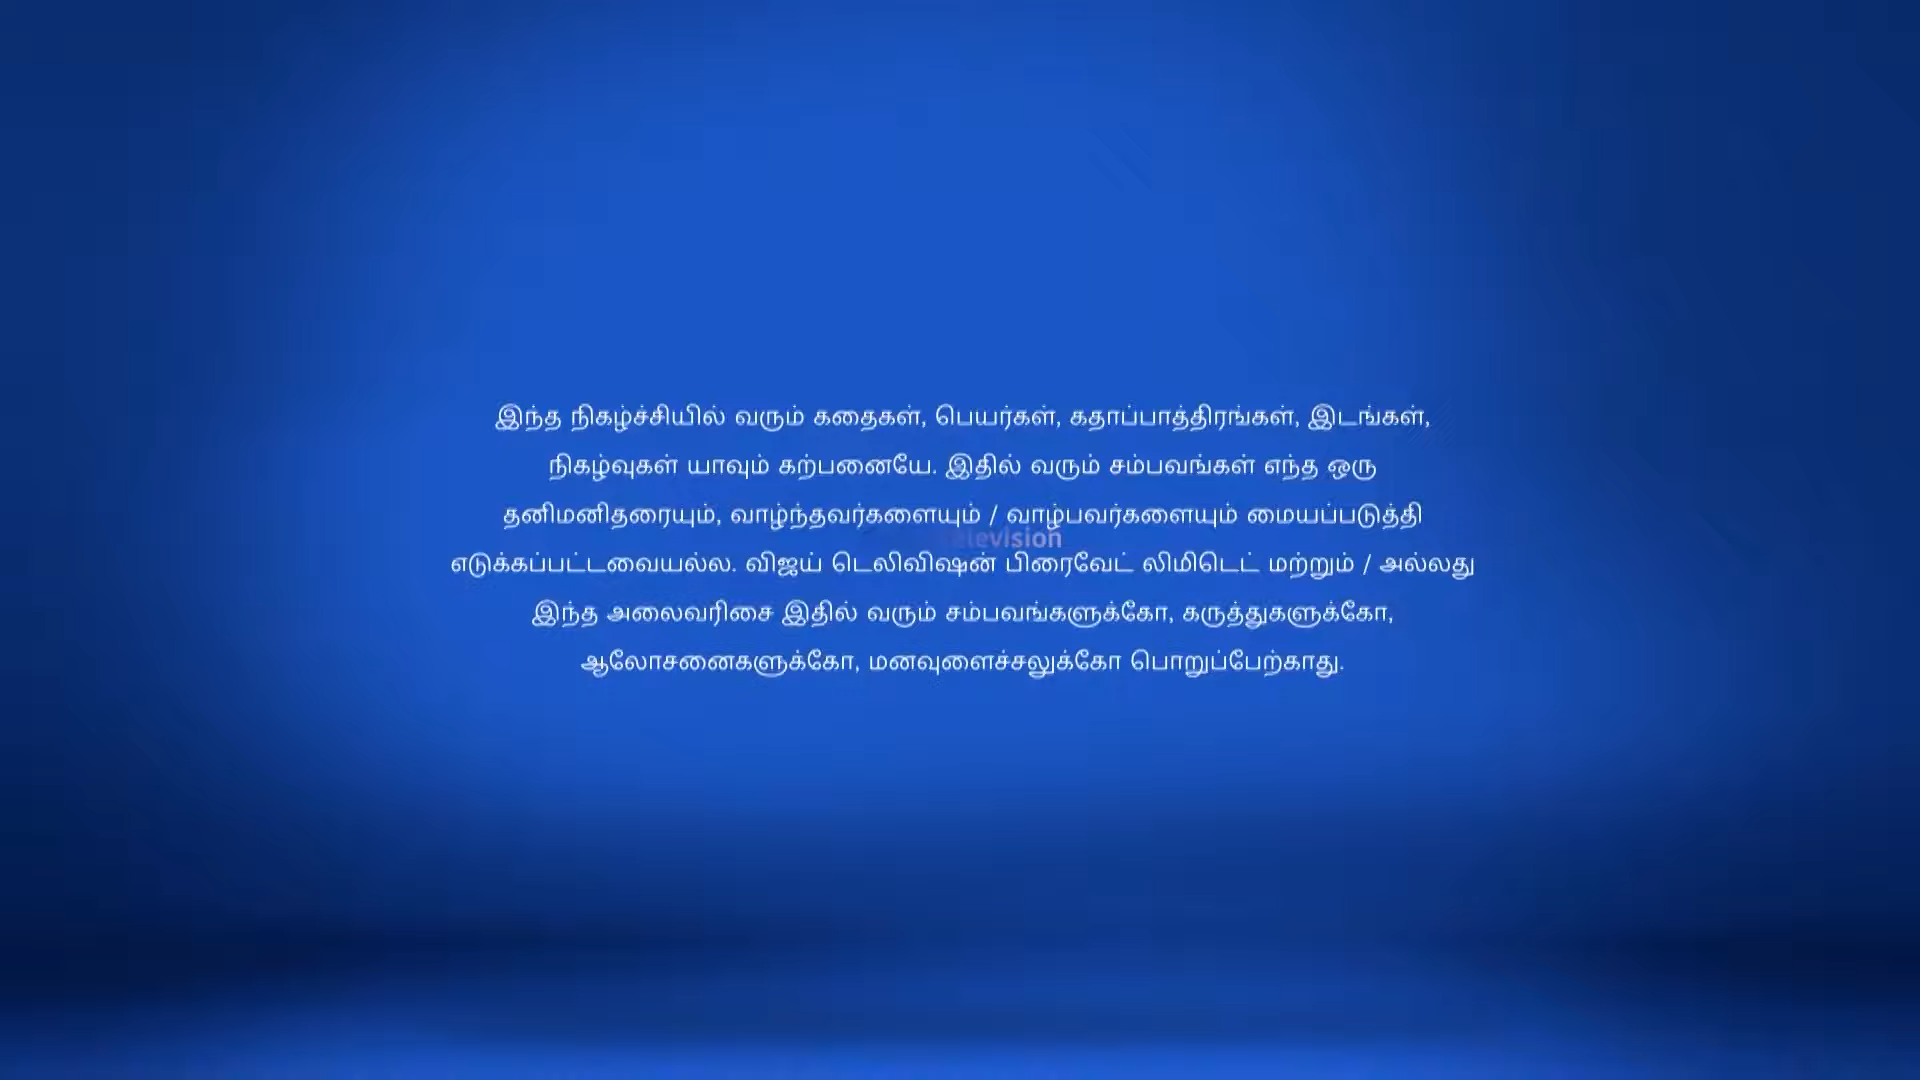 இந்த நிகழ்ச்சியில் வரும் கதைகள், பெயர்கள், கதாப்பாத்திரங்கள், இடங்கள்,
நிகழ்வுகள் யாவும் கற்பனையே. இதில் வரும் சம்பவங்கள் எந்த ஒரு
தனிமனிதரையும், வாழ்ந்தவர்களையும் / வாழ்பவர்களையும் மையப்படுத்தி
television
எடுக்கப்பட்டவையல்ல. விஜய் டெலிவிஷன் பிரைவேட் லிமிடெட் மற்றும் / அல்லது
இந்த அலைவரிசை இதில் வரும் சம்பவங்களுக்கோ, கருத்துகளுக்கோ,
ஆலோசனைகளுக்கோ, மனவுளைச்சலுக்கோ பொறுப்பேற்காது.